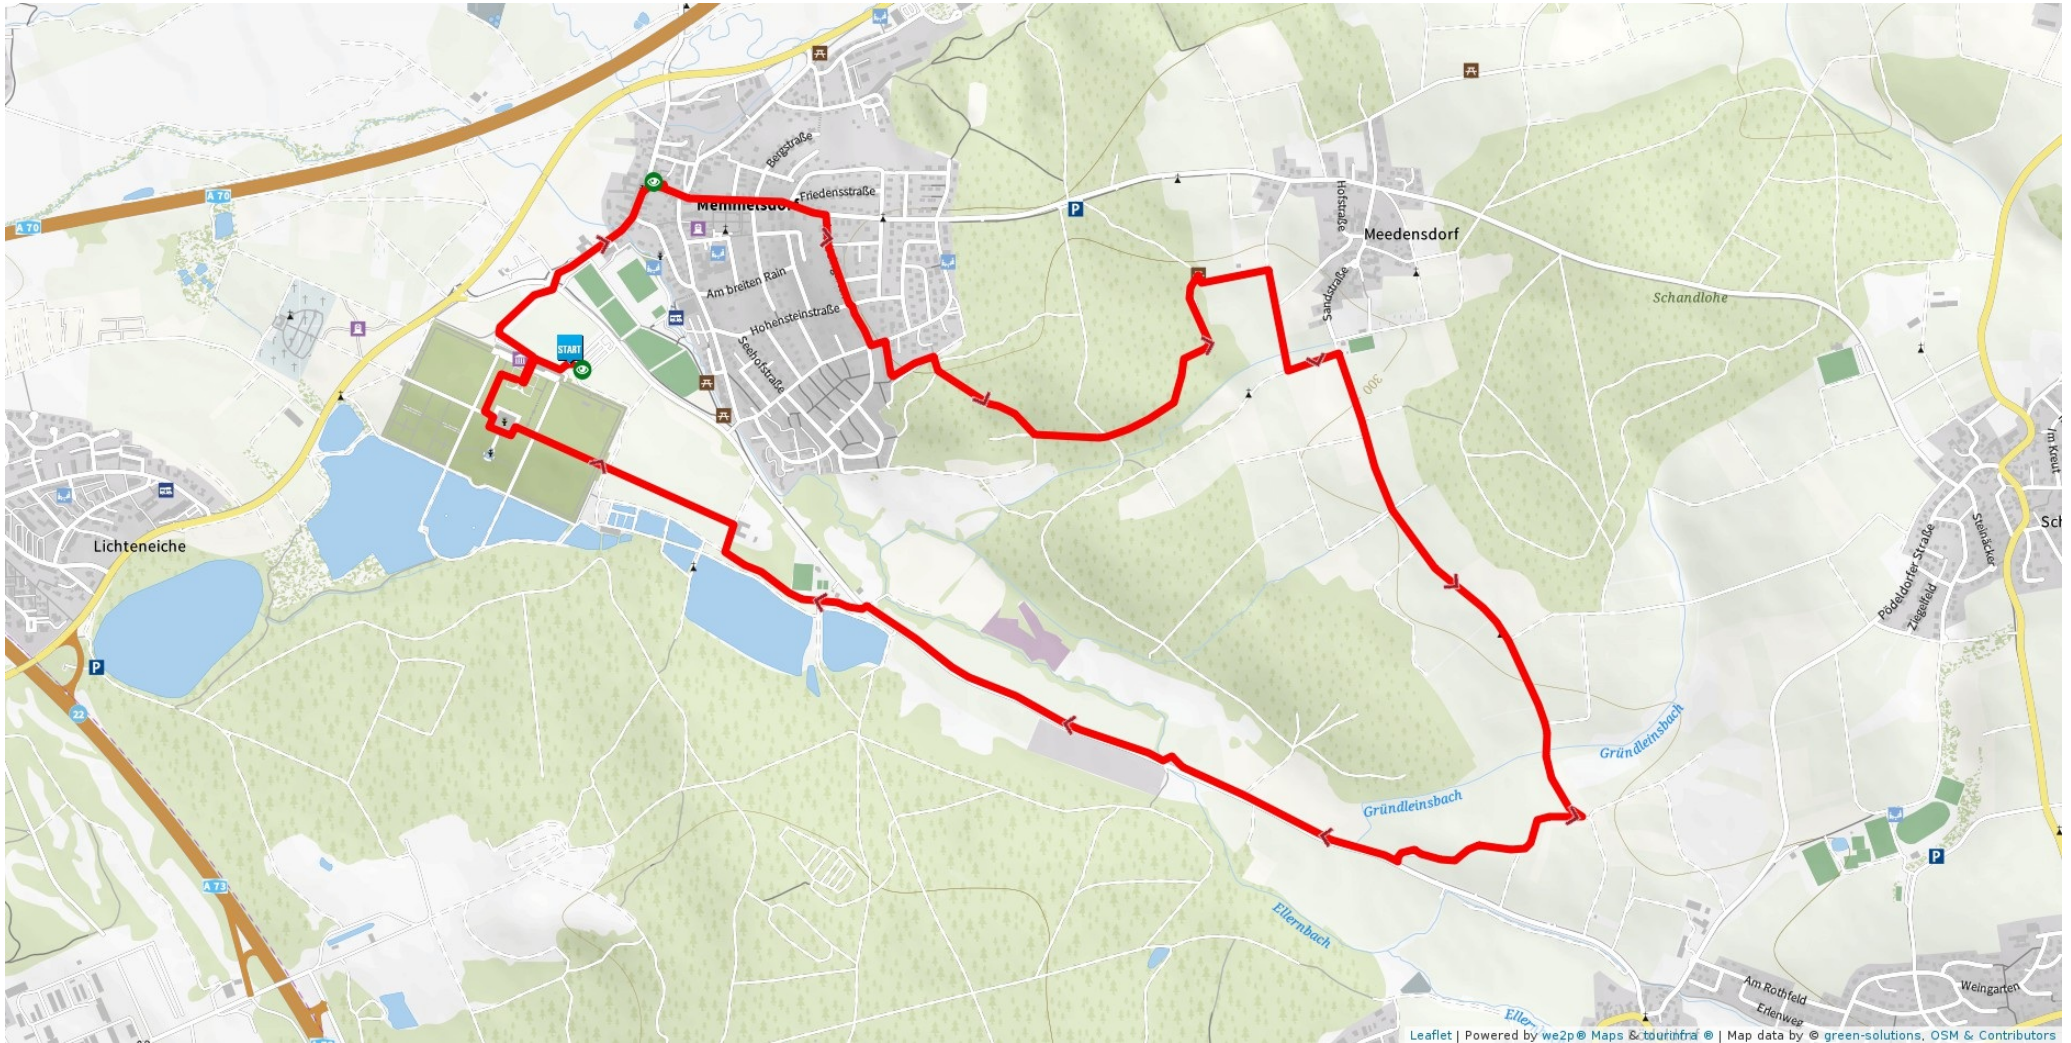 A 70
A 70
Bergstraße
Friedensstraße
Memmelsdorf
Hofstraße
Meedensdorf
Am breiten Rain
Sandstraße
Schandlohe
Hohensteinstraße
START
Seehofstraße
300
Im Kreut
Lichteneiche
Steinäcker
Pödeldorfer Straße
Ziegelfeld
P
P
22
Gründleinsbach
Gründleinsbach
P
A 73
Ellernbach
Am Rothfeld
Weingarten
Erlenweg
Leaflet | Powered by we2p® Maps & tourinfra ® | Map data by © green-solutions, OSM & Contributors